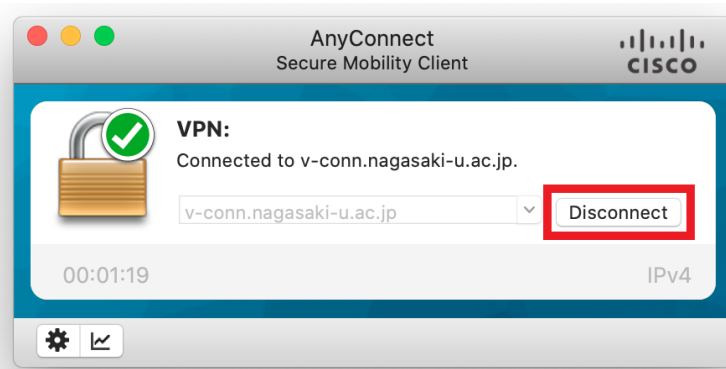 AnyConnect
Secure Mobility Client
CISCO
VPN:
Connected to v-conn.nagasaki-u.ac.jp.
v-conn.nagasaki-u.ac.jp
Disconnect
00:01:19
IPv4